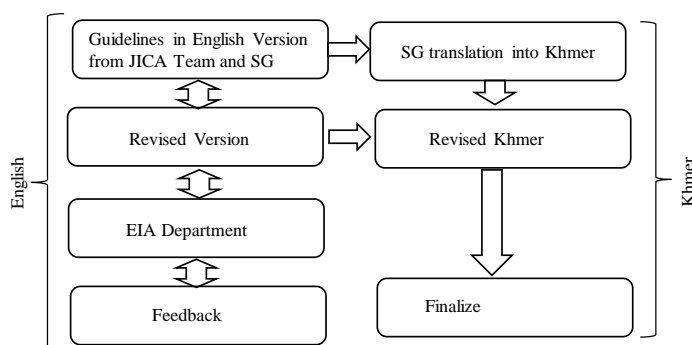 Guidelines in English Version
from JICA Team and SG
SG translation into Khmer
Revised Version
Revised Khmer
EIA Department
Feedback
Finalize
English
Khmer